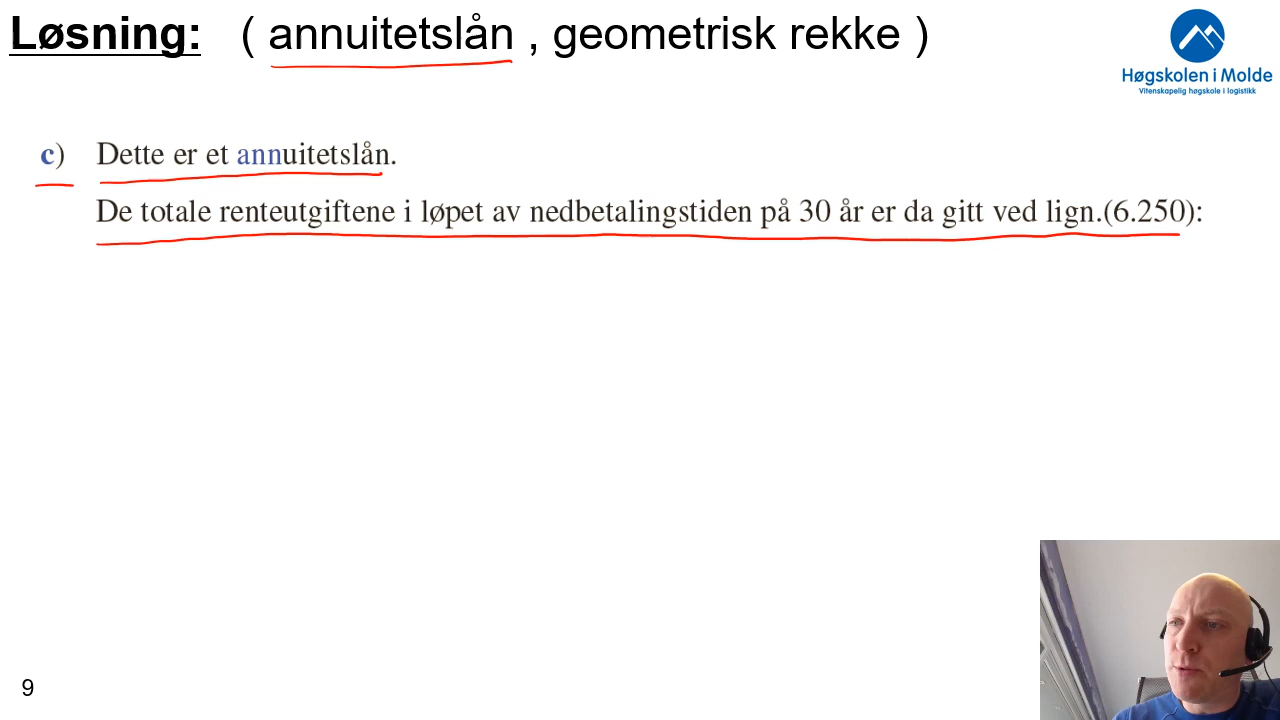 Løsning: ( annuitetslån , geometrisk rekke )
Høgskolen i Molde
Vitenskapelig høgskole i logistikk
c) Dette er et annuitetslån.
De totale renteutgiftene i løpet av nedbetalingstiden på 30 år er da gitt ved lign.(6.250):
9